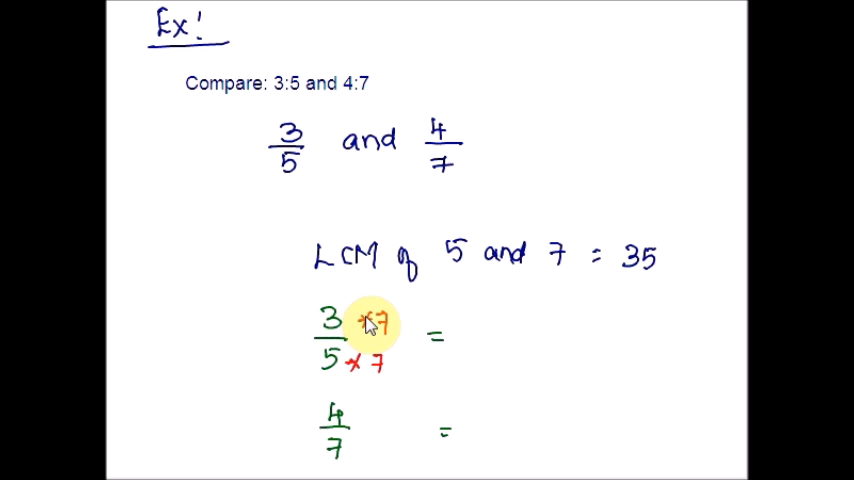 Ex!
Compare: 3:5 and 4:7
3/5 and 4/7
LCM of 5 and 7 = 35
3×7/5×7 =
4/7 =